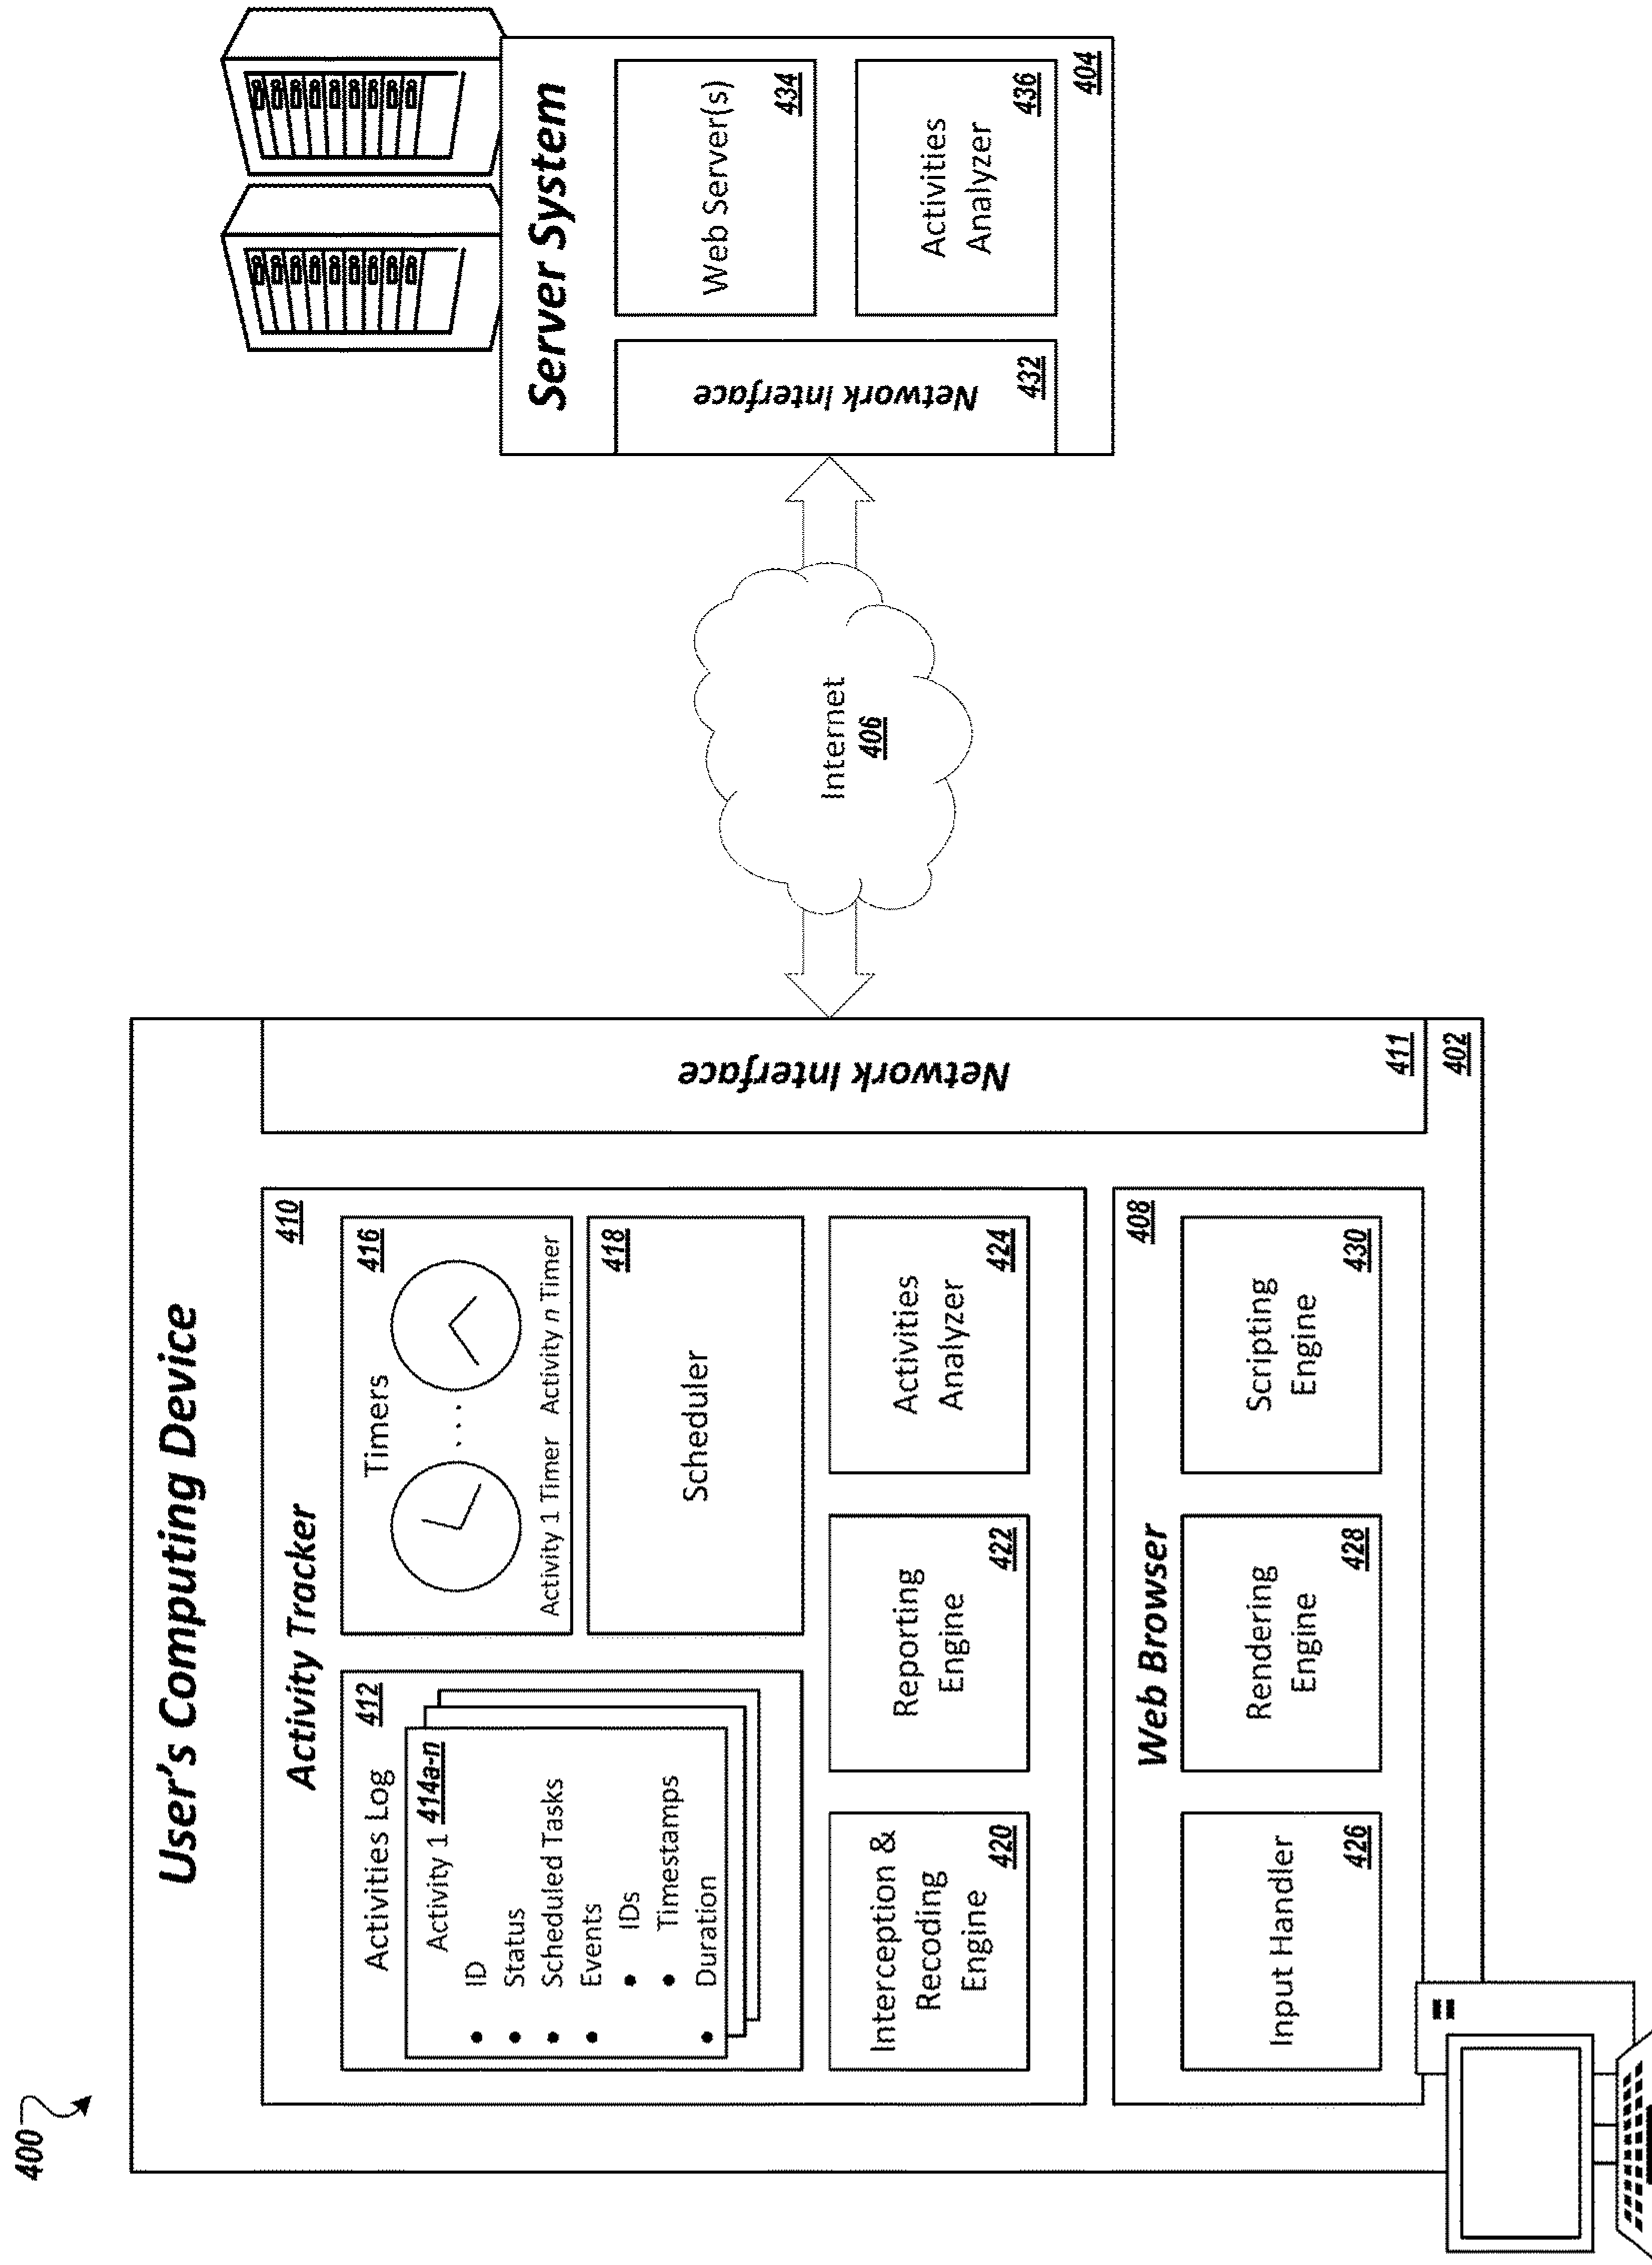 400
User's Computing Device
Activity Tracker
410
Activities Log
412
Activity 1
414a-n
• ID
• Status
• Scheduled Tasks
• Events
• IDs
• Timestamps
• Duration
Timers
416
. . .
Activity 1 Timer
Activity n Timer
Scheduler
418
Interception &
Recoding
Engine
420
Reporting
Engine
422
Activities
Analyzer
424
Web Browser
408
Input Handler
426
Rendering
Engine
428
Scripting
Engine
430
Network Interface
411
402
Internet
406
Server System
Network Interface
432
Web Server(s)
434
Activities
Analyzer
436
404